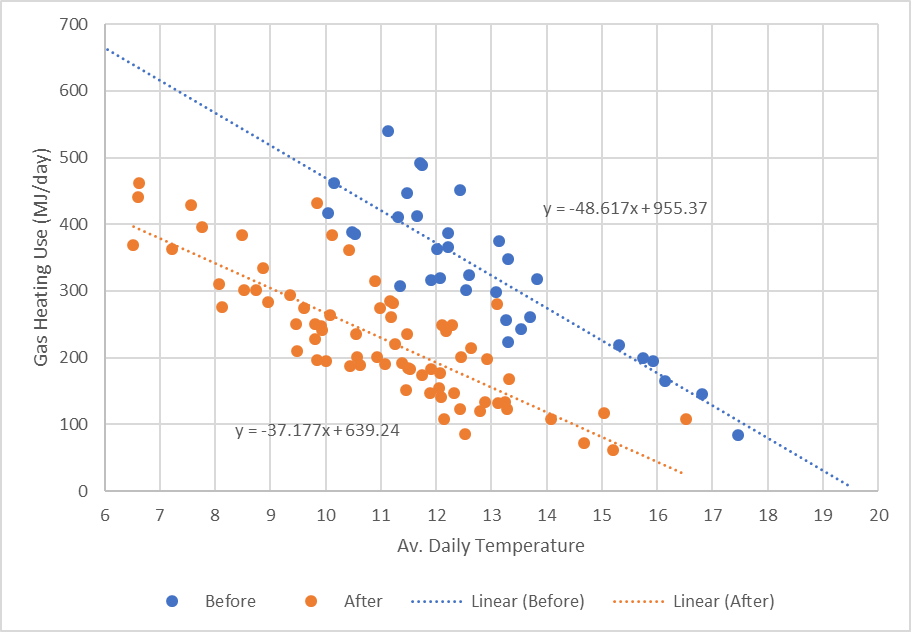 700
600
500
400
300
200
100
0
Gas Heating Use (MJ/day)
y = -48.617x + 955.37
y = -37.177x + 639.24
6 7 8 9 10 11 12 13 14 15 16 17 18 19 20
Av. Daily Temperature
Before After Linear (Before) Linear (After)